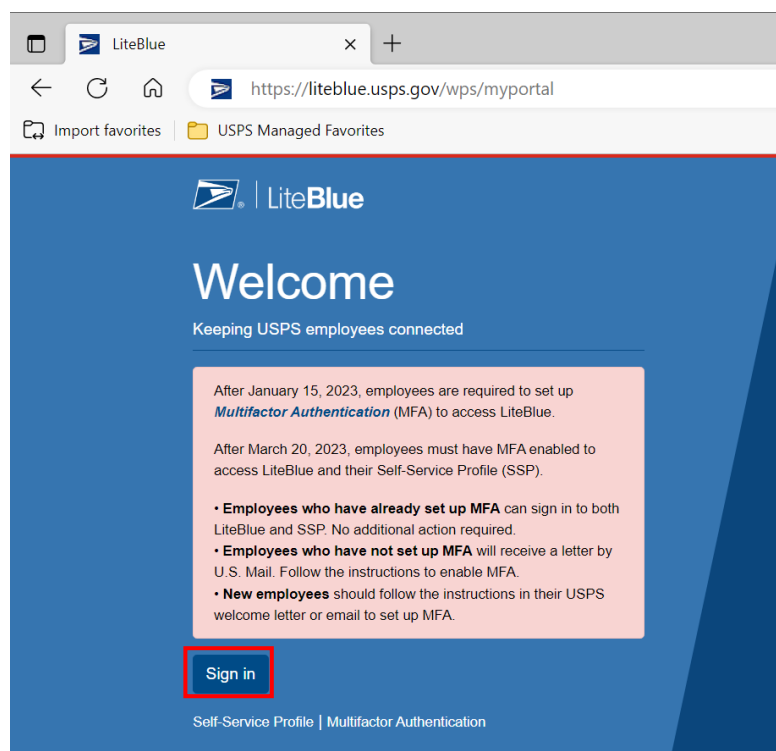 LiteBlue
https://liteblue.usps.gov/wps/myportal
Import favorites
USPS Managed Favorites
LiteBlue
Welcome
Keeping USPS employees connected
After January 15, 2023, employees are required to set up
Multifactor Authentication (MFA) to access LiteBlue.
After March 20, 2023, employees must have MFA enabled to
access LiteBlue and their Self-Service Profile (SSP).
• Employees who have already set up MFA can sign in to both
LiteBlue and SSP. No additional action required.
• Employees who have not set up MFA will receive a letter by
U.S. Mail. Follow the instructions to enable MFA.
• New employees should follow the instructions in their USPS
welcome letter or email to set up MFA.
Sign in
Self-Service Profile | Multifactor Authentication